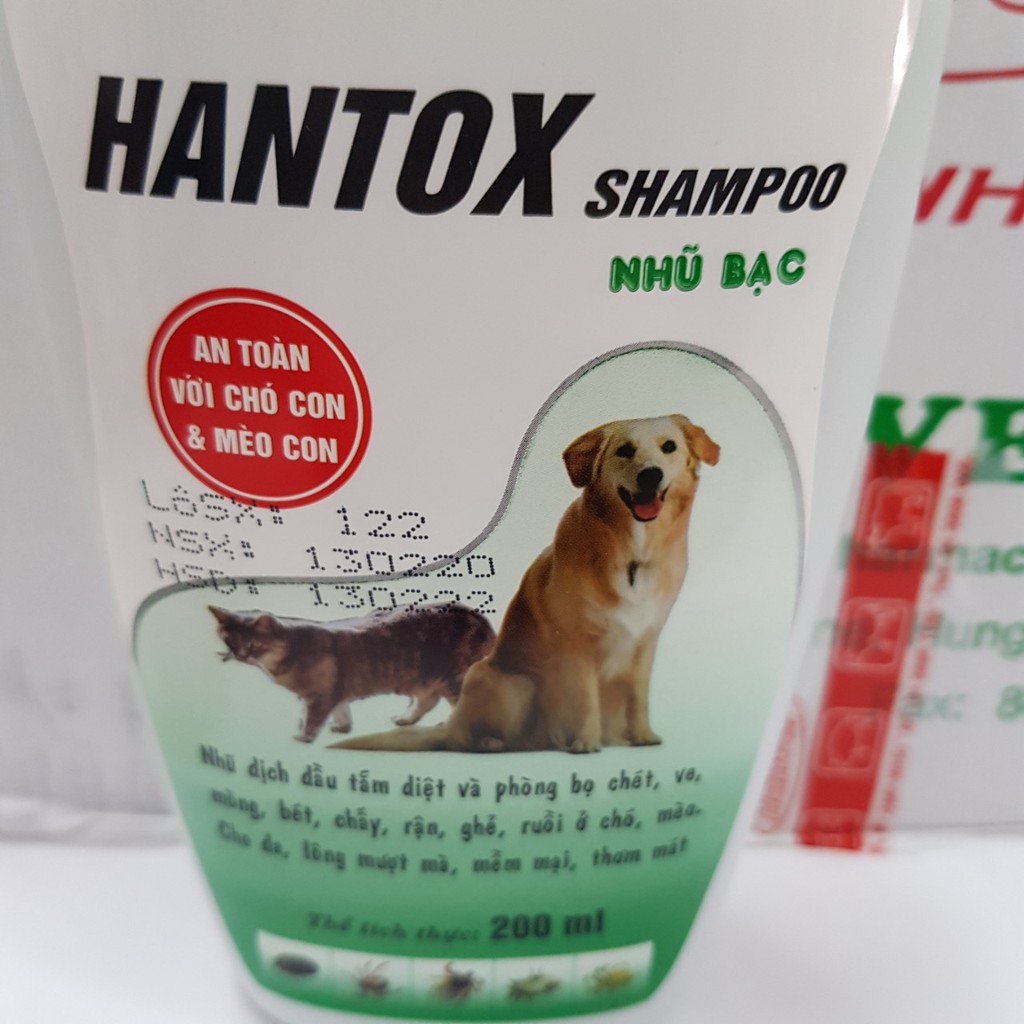 HANTOX SHAMPOO
NHŨ BẠC
AN TOÀN
VỚI CHÓ CON
& MÈO CON
LôSX: 122
NSX: 130220
HSD: 130222
Nhũ dịch dầu tắm diệt và phòng bọ chét, ve,
mòng, bét, chấy, rận, ghẻ, ruồi ở chó, mèo.
Cho da, lông mượt mà, mềm mại, thơm mát
Thể tích thực: 200 ml
Fax: 8